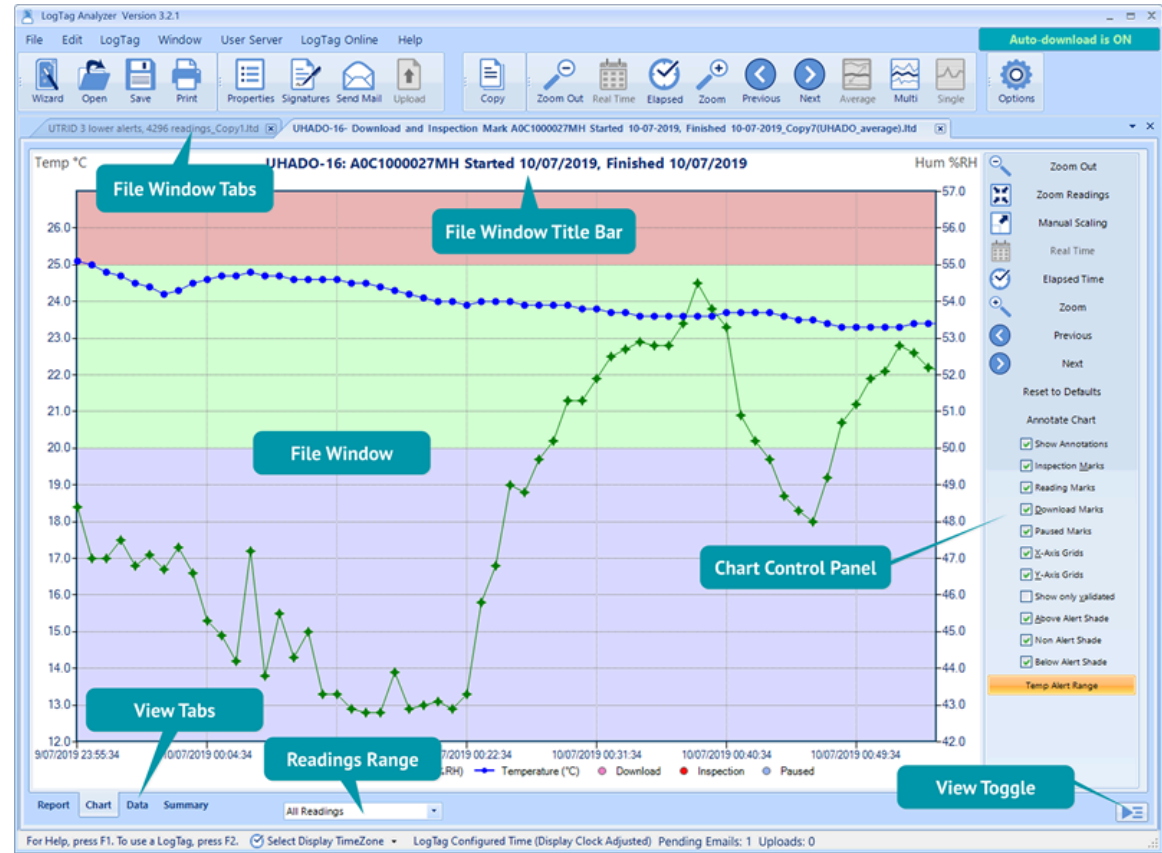 LogTag Analyzer Version 3.2.1
File Edit LogTag Window User Server LogTag Online Help
Auto-download is ON
Wizard Open Save Print Properties Signatures Send Mail Upload Copy Zoom Out Real Time Elapsed Zoom Previous Next Average Multi Single Options
UTRID 3 lower alerts, 4296 readings_Copy1.ltd
UHADO-16- Download and Inspection Mark A0C1000027MH Started 10-07-2019, Finished 10-07-2019_Copy7(UHADO_average).ltd
Temp °C
UHADO-16: A0C1000027MH Started 10/07/2019, Finished 10/07/2019
Hum %RH
File Window Tabs
File Window Title Bar
File Window
Chart Control Panel
View Tabs
Readings Range
View Toggle
26.0
25.0
24.0
23.0
22.0
21.0
20.0
19.0
18.0
17.0
16.0
15.0
14.0
13.0
12.0
57.0
56.0
55.0
54.0
53.0
52.0
51.0
50.0
49.0
48.0
47.0
46.0
45.0
44.0
43.0
42.0
9/07/2019 23:55:34 10/07/2019 00:04:34 /07/2019 00:22:34 10/07/2019 00:31:34 10/07/2019 00:40:34 10/07/2019 00:49:34
%RH) Temperature (°C) Download Inspection Paused
Zoom Out
Zoom Readings
Manual Scaling
Real Time
Elapsed Time
Zoom
Previous
Next
Reset to Defaults
Annotate Chart
Show Annotations
Inspection Marks
Reading Marks
Download Marks
Paused Marks
X-Axis Grids
Y-Axis Grids
Show only validated
Above Alert Shade
Non Alert Shade
Below Alert Shade
Temp Alert Range
Report Chart Data Summary
All Readings
For Help, press F1. To use a LogTag, press F2. Select Display TimeZone LogTag Configured Time (Display Clock Adjusted) Pending Emails: 1 Uploads: 0